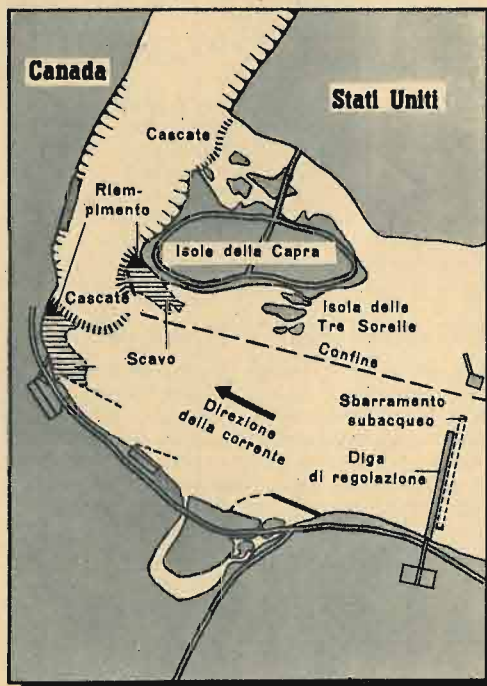 Canada
Stati Uniti
Cascate
Riem-
pimento
Isola della Capra
Cascate
Isola delle
Tre Sorelle
Scavo
Confine
Direzione
della corrente
Sbarramento
subacqueo
Diga
di regolazione